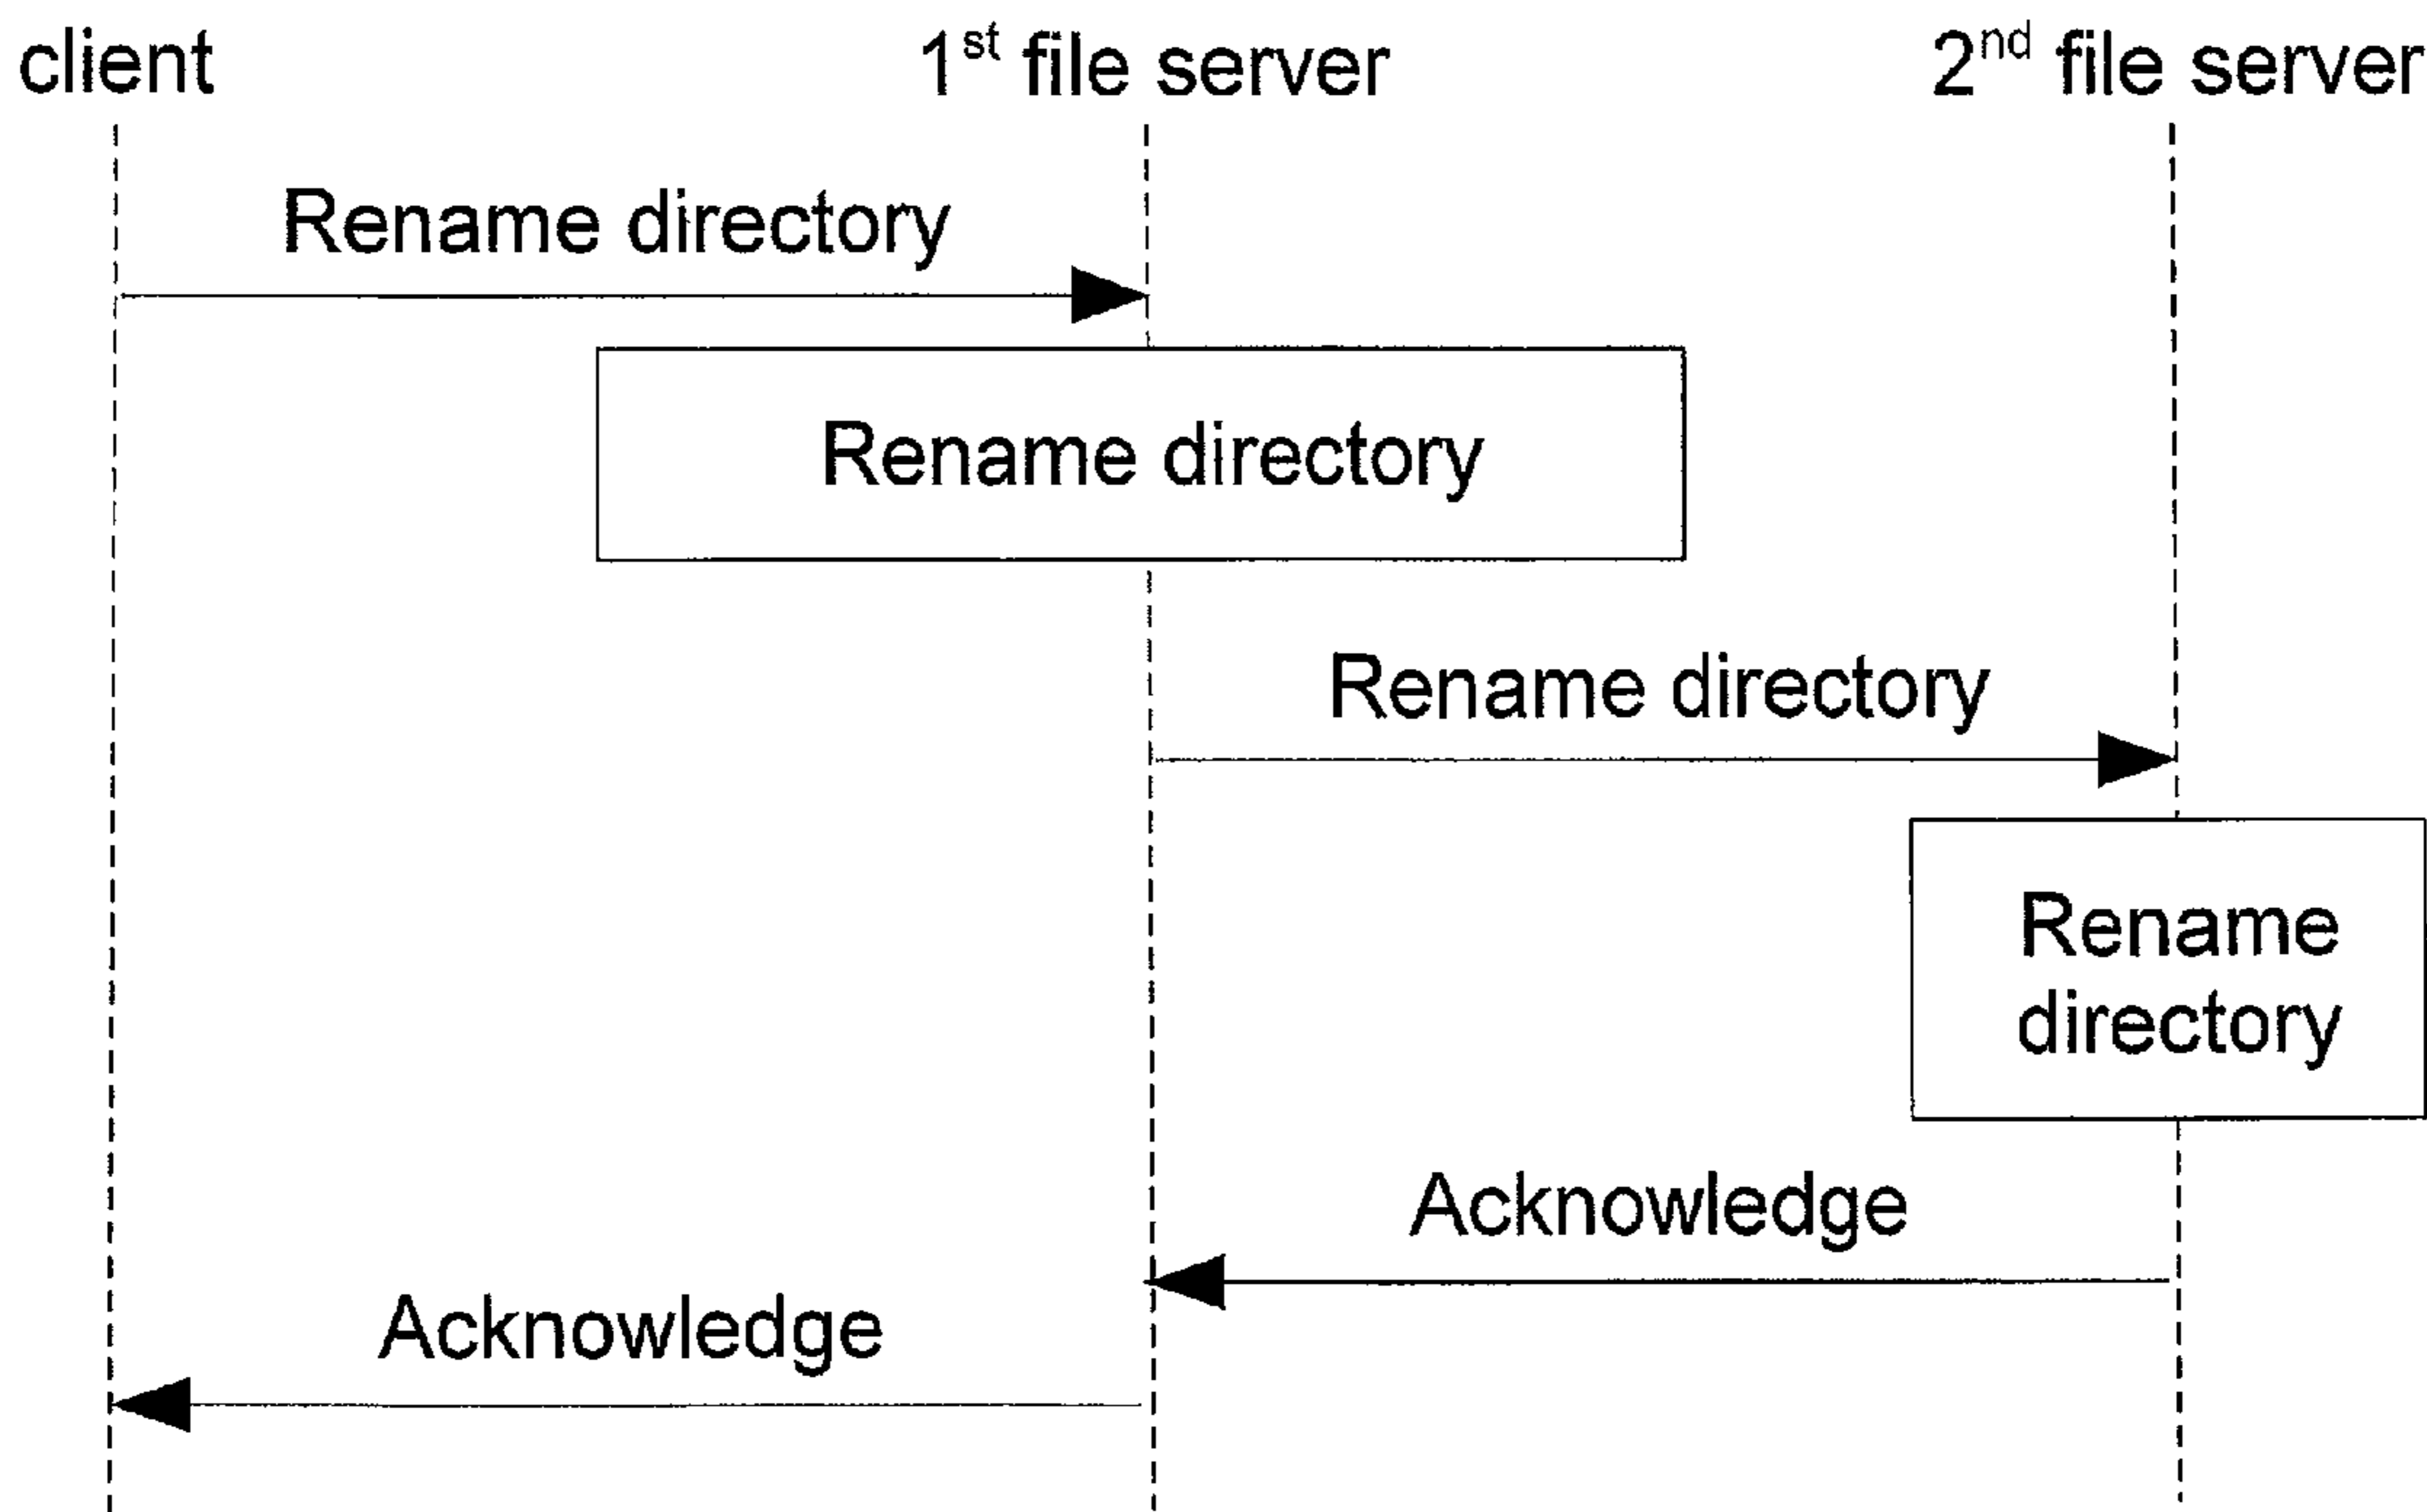 client
1st file server
2nd file server
Rename directory
Rename directory
Rename directory
Rename
directory
Acknowledge
Acknowledge